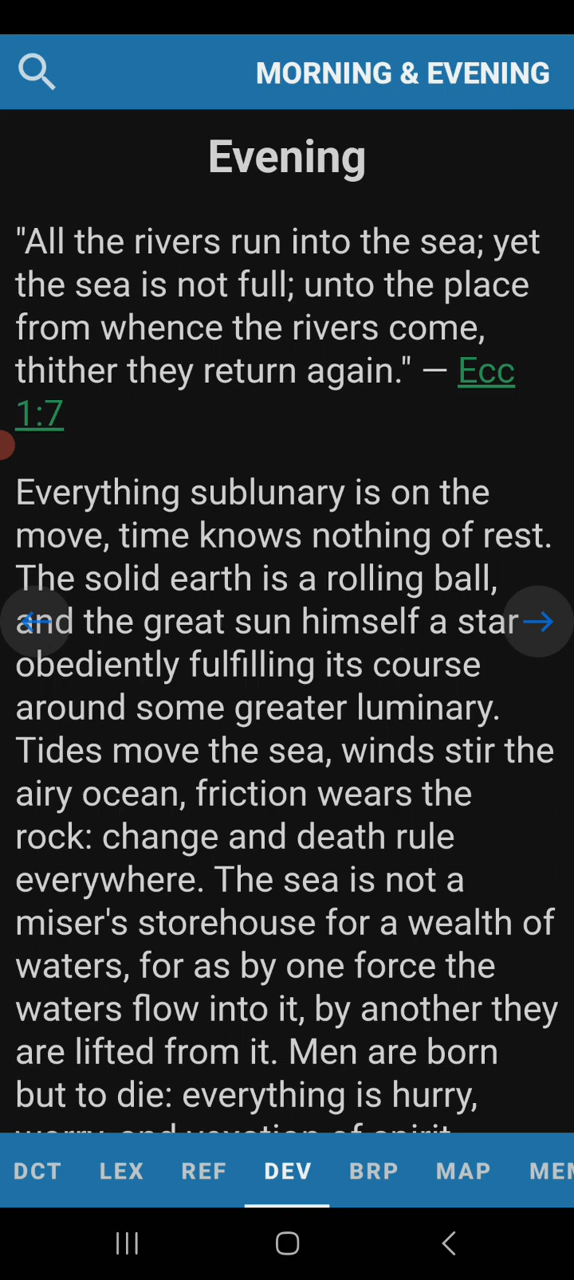 MORNING & EVENING
Evening
"All the rivers run into the sea; yet
the sea is not full; unto the place
from whence the rivers come,
thither they return again." — Ecc
1:7
Everything sublunary is on the
move, time knows nothing of rest.
The solid earth is a rolling ball,
and the great sun himself a star
obediently fulfilling its course
around some greater luminary.
Tides move the sea, winds stir the
airy ocean, friction wears the
rock: change and death rule
everywhere. The sea is not a
miser's storehouse for a wealth of
waters, for as by one force the
waters flow into it, by another they
are lifted from it. Men are born
but to die: everything is hurry,
worry, and vexation of spirit.
DCT LEX REF DEV BRP MAP MEM